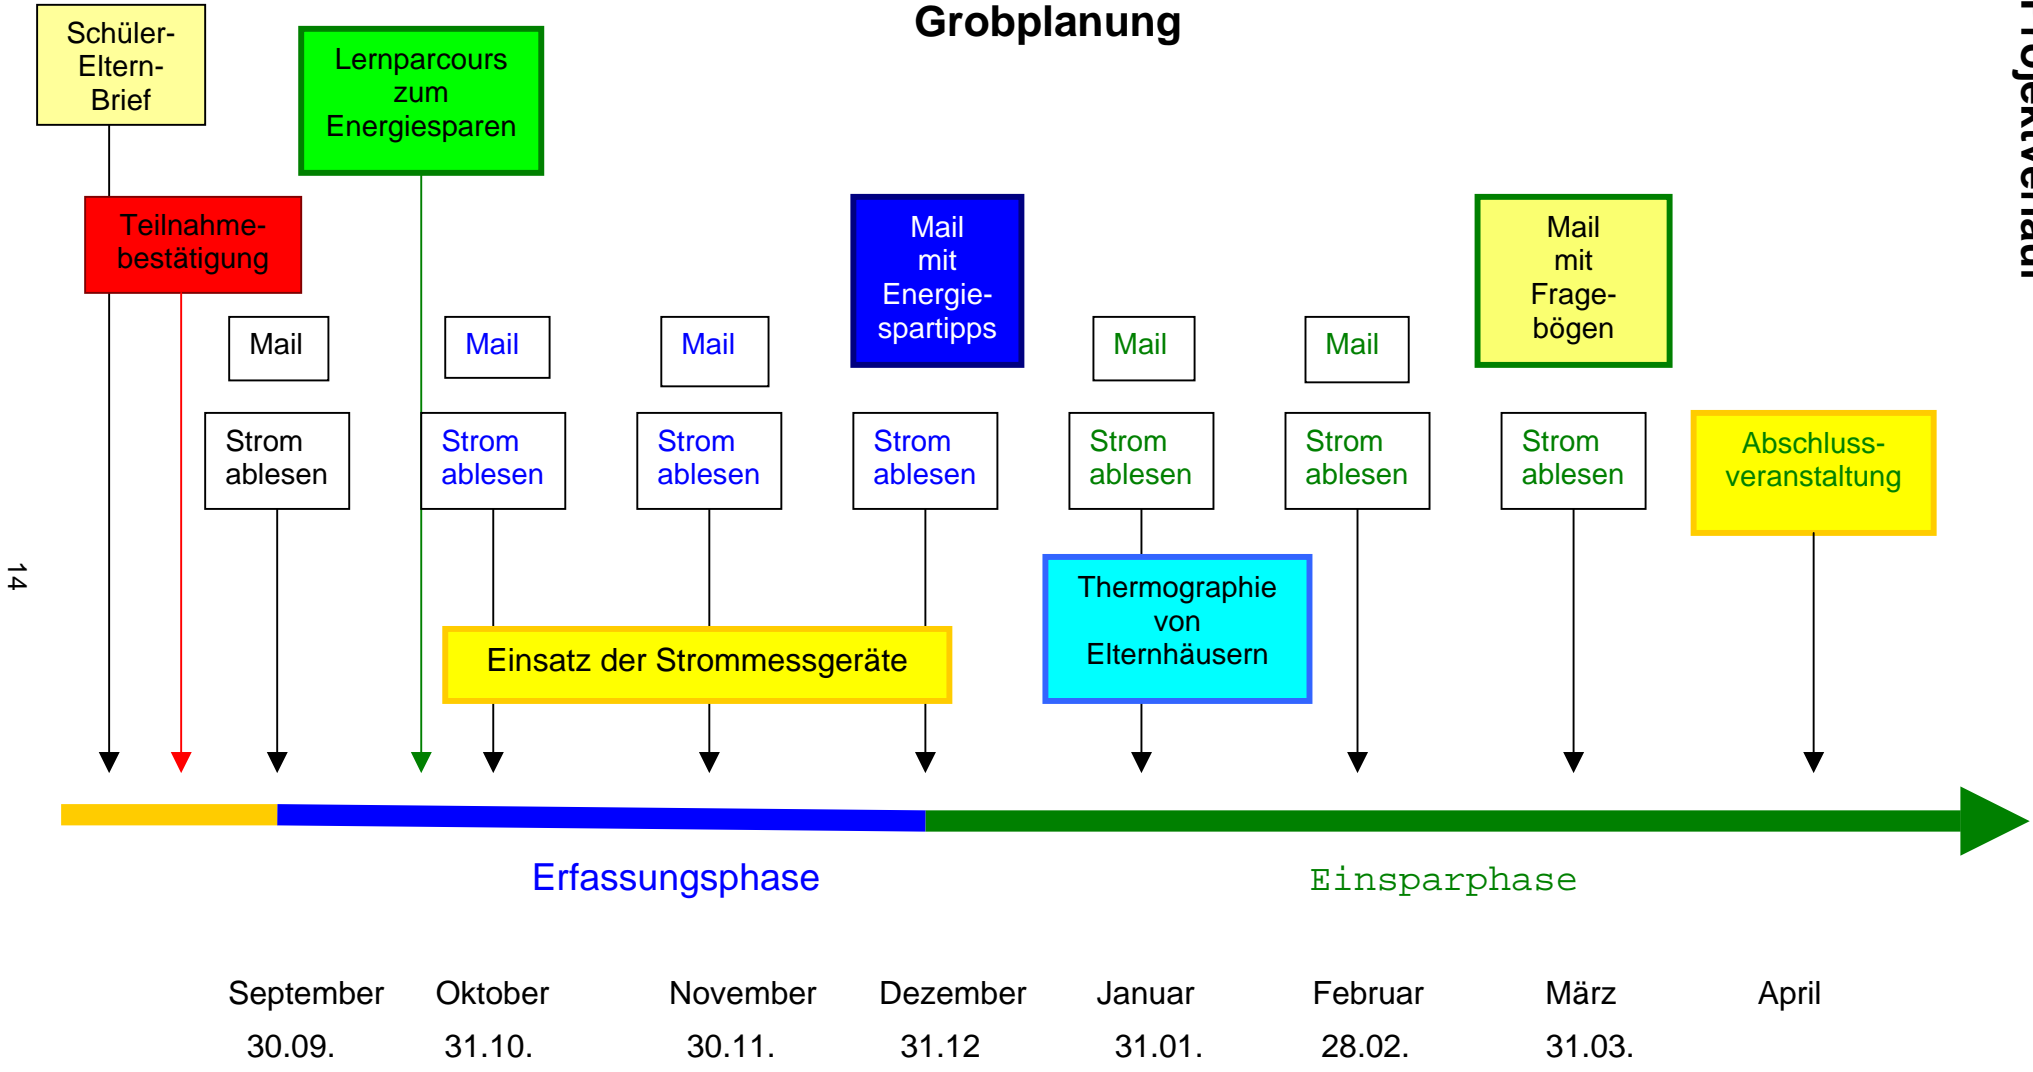 Grobplanung
Projektverlauf
Schüler-
Eltern-
Brief
Lernparcours
zum
Energiesparen
Teilnahme-
bestätigung
Mail
mit
Energie-
spartipps
Mail
mit
Frage-
bögen
Mail
Mail
Mail
Mail
Mail
Strom
ablesen
Strom
ablesen
Strom
ablesen
Strom
ablesen
Strom
ablesen
Strom
ablesen
Strom
ablesen
Abschluss-
veranstaltung
Thermographie
von
Elternhäusern
Einsatz der Strommessgeräte
14
Erfassungsphase
Einsparphase
September Oktober November Dezember Januar Februar März April
30.09. 31.10. 30.11. 31.12 31.01. 28.02. 31.03.